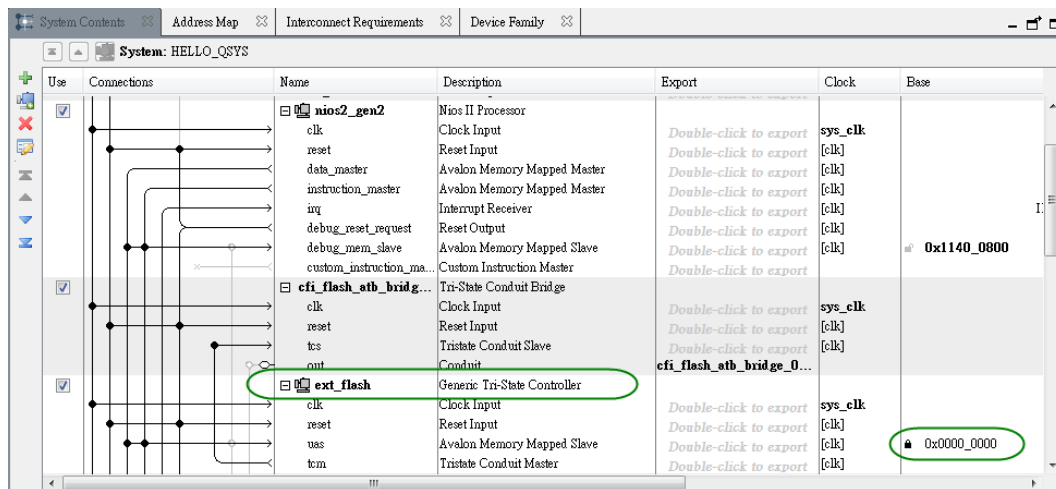 System Contents Address Map Interconnect Requirements Device Family
System: HELLO_QSYS
Use Connections Name Description Export Clock Base
nios2_gen2 Nios II Processor
clk Clock Input Double-click to export sys_clk
reset Reset Input Double-click to export [clk]
data_master Avalon Memory Mapped Master Double-click to export [clk]
instruction_master Avalon Memory Mapped Master Double-click to export [clk]
irq Interrupt Receiver Double-click to export [clk]
debug_reset_request Reset Output Double-click to export [clk]
debug_mem_slave Avalon Memory Mapped Slave Double-click to export [clk] 0x1140_0800
custom_instruction_ma... Custom Instruction Master Double-click to export
cfi_flash_atb_bridg... Tri-State Conduit Bridge
clk Clock Input Double-click to export sys_clk
reset Reset Input Double-click to export [clk]
tcs Tristate Conduit Slave Double-click to export [clk]
out Conduit cfi_flash_atb_bridge_0...
ext_flash Generic Tri-State Controller
clk Clock Input Double-click to export sys_clk
reset Reset Input Double-click to export [clk]
uas Avalon Memory Mapped Slave Double-click to export [clk] 0x0000_0000
tcm Tristate Conduit Master Double-click to export [clk]